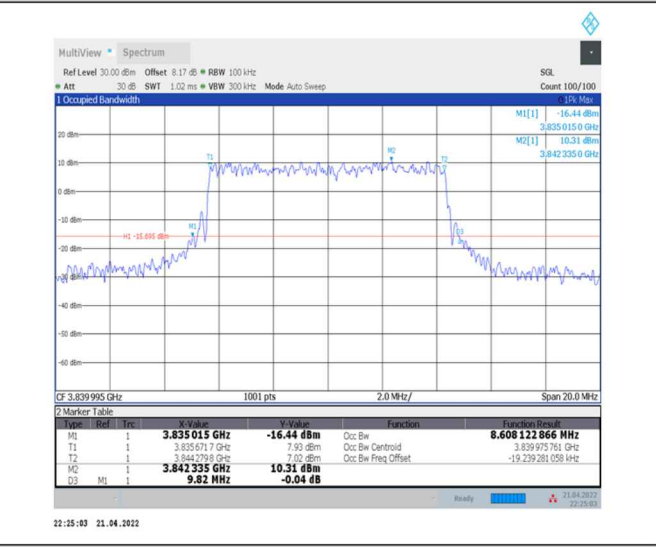 MultiView Spectrum
Ref Level 30.00 dBm Offset 8.17 dB RBW 100 kHz SGL
Att 30 dB SWT 1.02 ms VBW 300 kHz Mode Auto Sweep Count 100/100
1 Occupied Bandwidth 1Pk Max
M1[1] -16.44 dBm
3.835 015 0 GHz
M2[1] 10.31 dBm
3.842 335 0 GHz
20 dBm
M2
T1 T2
10 dBm
0 dBm
-10 dBm
M1
D3
H1 -15.695 dBm
-20 dBm
-30 dBm
-40 dBm
-50 dBm
-60 dBm
CF 3.839 995 GHz 1001 pts 2.0 MHz/ Span 20.0 MHz
2 Marker Table
Type Ref Trc X-Value Y-Value Function Function Result
M1 1 3.835 015 GHz -16.44 dBm Occ Bw 8.608 122 866 MHz
T1 1 3.835 671 7 GHz 7.93 dBm Occ Bw Centroid 3.839 975 761 GHz
T2 1 3.844 279 8 GHz 7.02 dBm Occ Bw Freq Offset -19.239 281 058 kHz
M2 1 3.842 335 GHz 10.31 dBm
D3 M1 1 9.82 MHz -0.04 dB
Ready 21.04.2022
22:25:03
22:25:03 21.04.2022